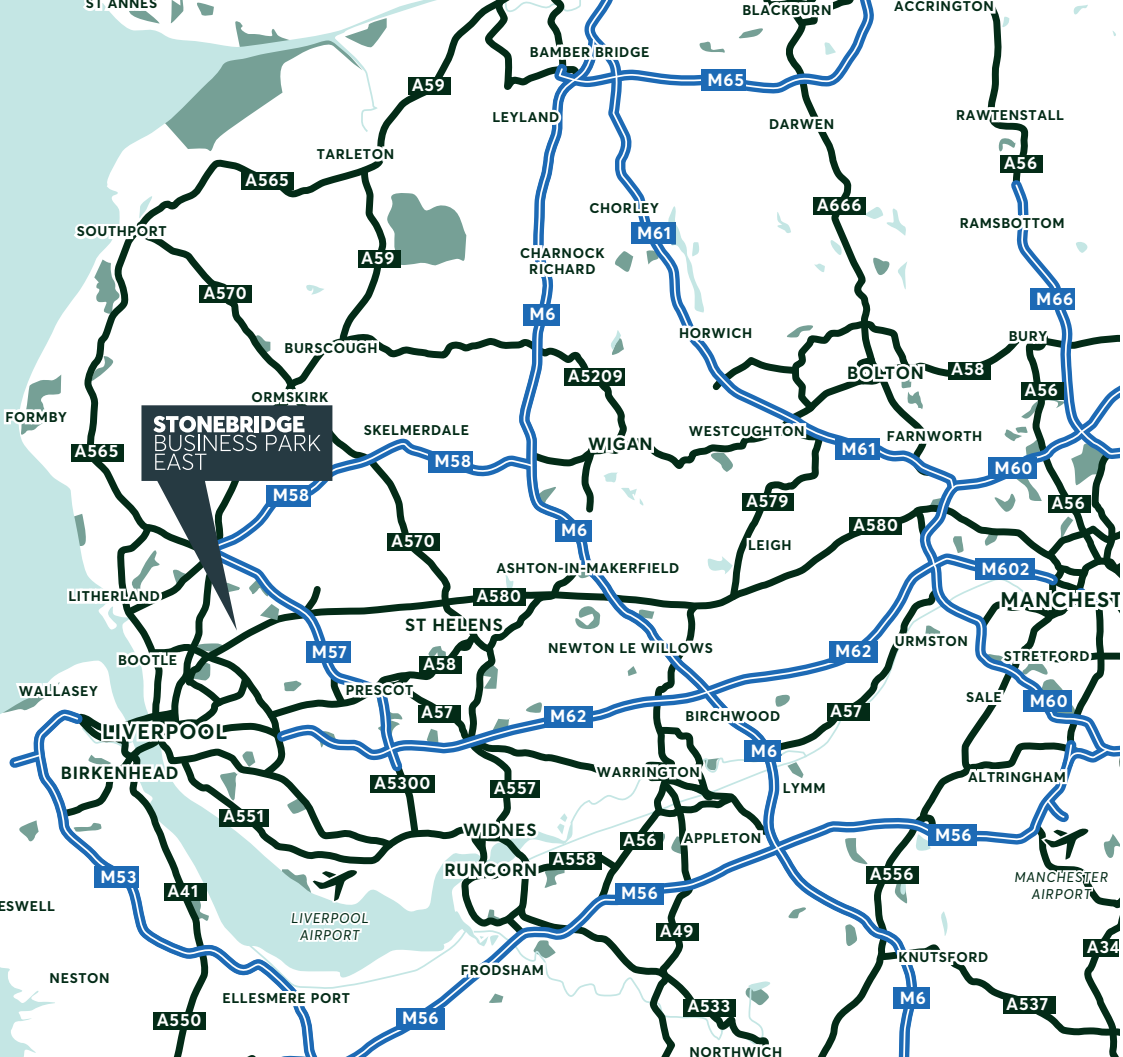 ST ANNES
BLACKBURN
ACCRINGTON
BAMBER BRIDGE
M65
A59
LEYLAND
RAWTENSTALL
DARWEN
TARLETON
A56
A565
A666
CHORLEY
RAMSBOTTOM
SOUTHPORT
M61
CHARNOCK
RICHARD
A59
A570
M66
M6
HORWICH
BURY
BURSCOUGH
A58
BOLTON
A5209
A56
ORMSKIRK
FORMBY
STONEBRIDGE
BUSINESS PARK
EAST
SKELMERDALE
WESTCUGHTON
FARNWORTH
WIGAN
M61
A565
M58
M60
M58
A579
A56
A580
M6
A570
LEIGH
ASHTON-IN-MAKERFIELD
M602
LITHERLAND
A580
MANCHEST
ST HELENS
URMSTON
NEWTON LE WILLOWS
M62
M57
STRETFORD
BOOTLE
A58
WALLASEY
PRESCOT
SALE
M60
A57
M62
BIRCHWOOD
A57
LIVERPOOL
M6
BIRKENHEAD
WARRINGTON
ALTRINGHAM
A5300
A557
LYMM
A551
WIDNES
M56
A56
APPLETON
A558
RUNCORN
M53
A556
MANCHESTER
AIRPORT
A41
M56
ESWELL
LIVERPOOL
AIRPORT
A49
A34
KNUTSFORD
FRODSHAM
NESTON
ELLESMERE PORT
M6
A533
A537
A550
M56
NORTHWICH